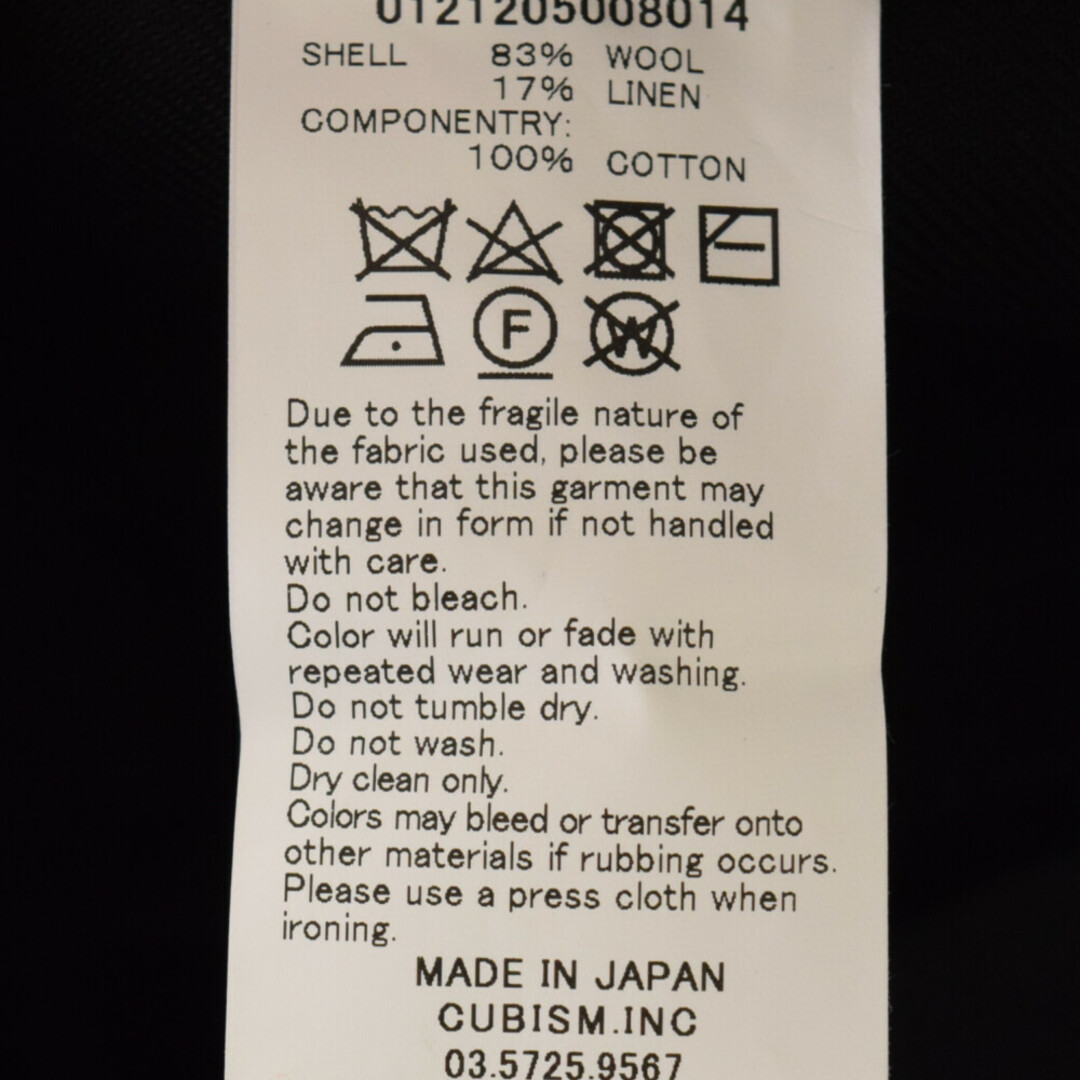 0121205008014
SHELL 83% WOOL
17% LINEN
COMPONENTRY:
100% COTTON
F W
Due to the fragile nature of
the fabric used, please be
aware that this garment may
change in form if not handled
with care.
Do not bleach.
Color will run or fade with
repeated wear and washing.
Do not tumble dry.
Do not wash.
Dry clean only.
Colors may bleed or transfer onto
other materials if rubbing occurs.
Please use a press cloth when
ironing.
MADE IN JAPAN
CUBISM.INC
03.5725.9567